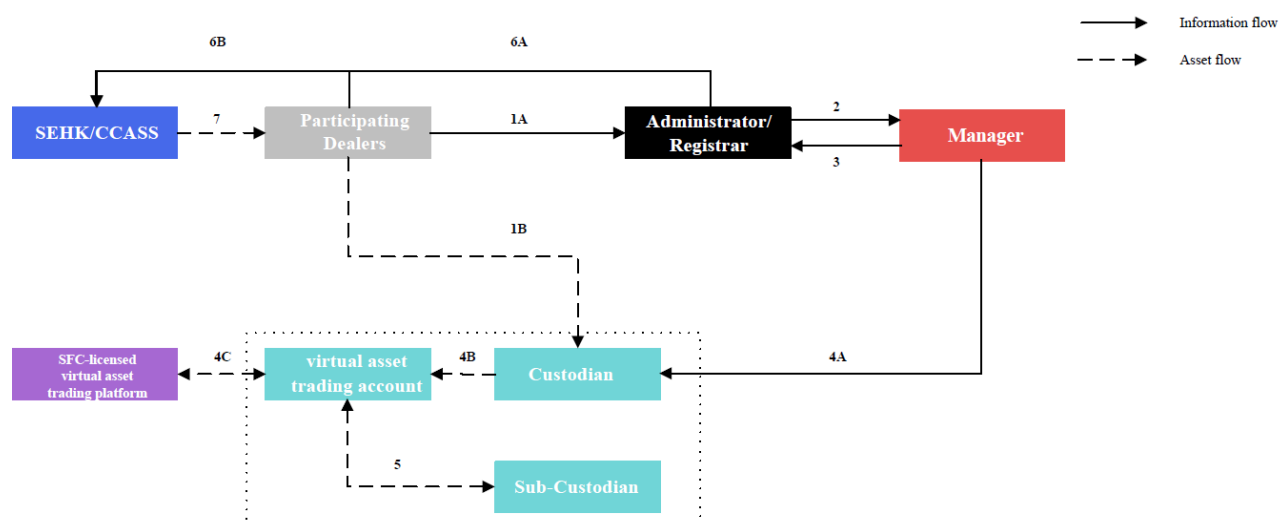 Information flow
6B
6A
Asset flow
SEHK/CCASS
7
Participating
Dealers
1A
Administrator/
Registrar
2
3
Manager
1B
SFC-licensed
virtual asset
trading platform
4C
virtual asset
trading account
4B
Custodian
4A
5
Sub-Custodian